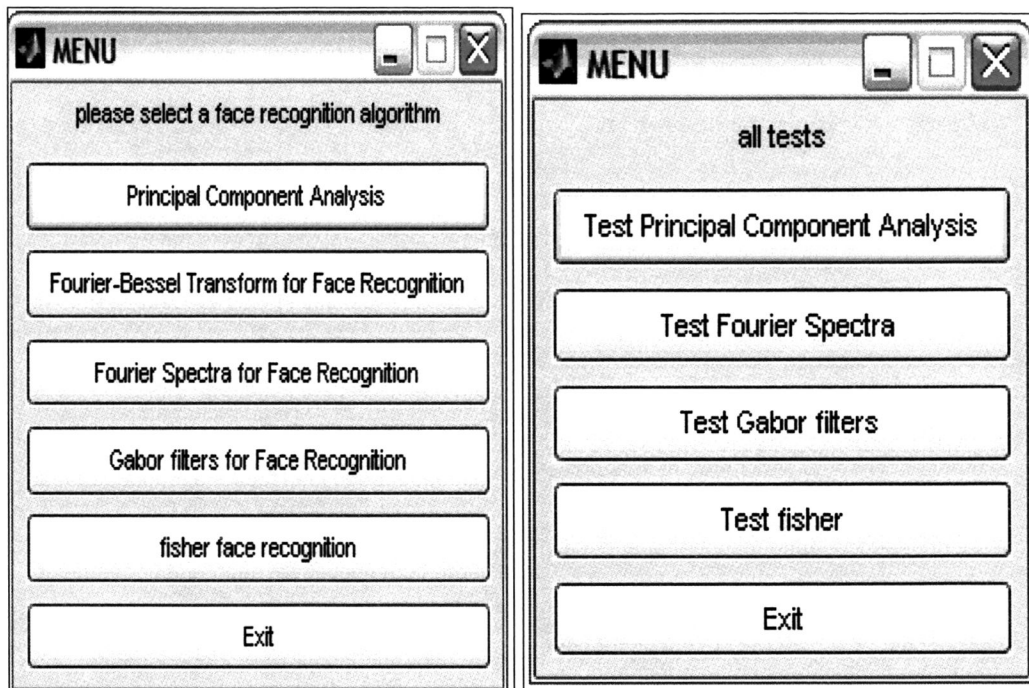 MENU
please select a face recognition algorithm
Principal Component Analysis
Fourier-Bessel Transform for Face Recognition
Fourier Spectra for Face Recognition
Gabor filters for Face Recognition
fisher face recognition
Exit
MENU
all tests
Test Principal Component Analysis
Test Fourier Spectra
Test Gabor filters
Test fisher
Exit